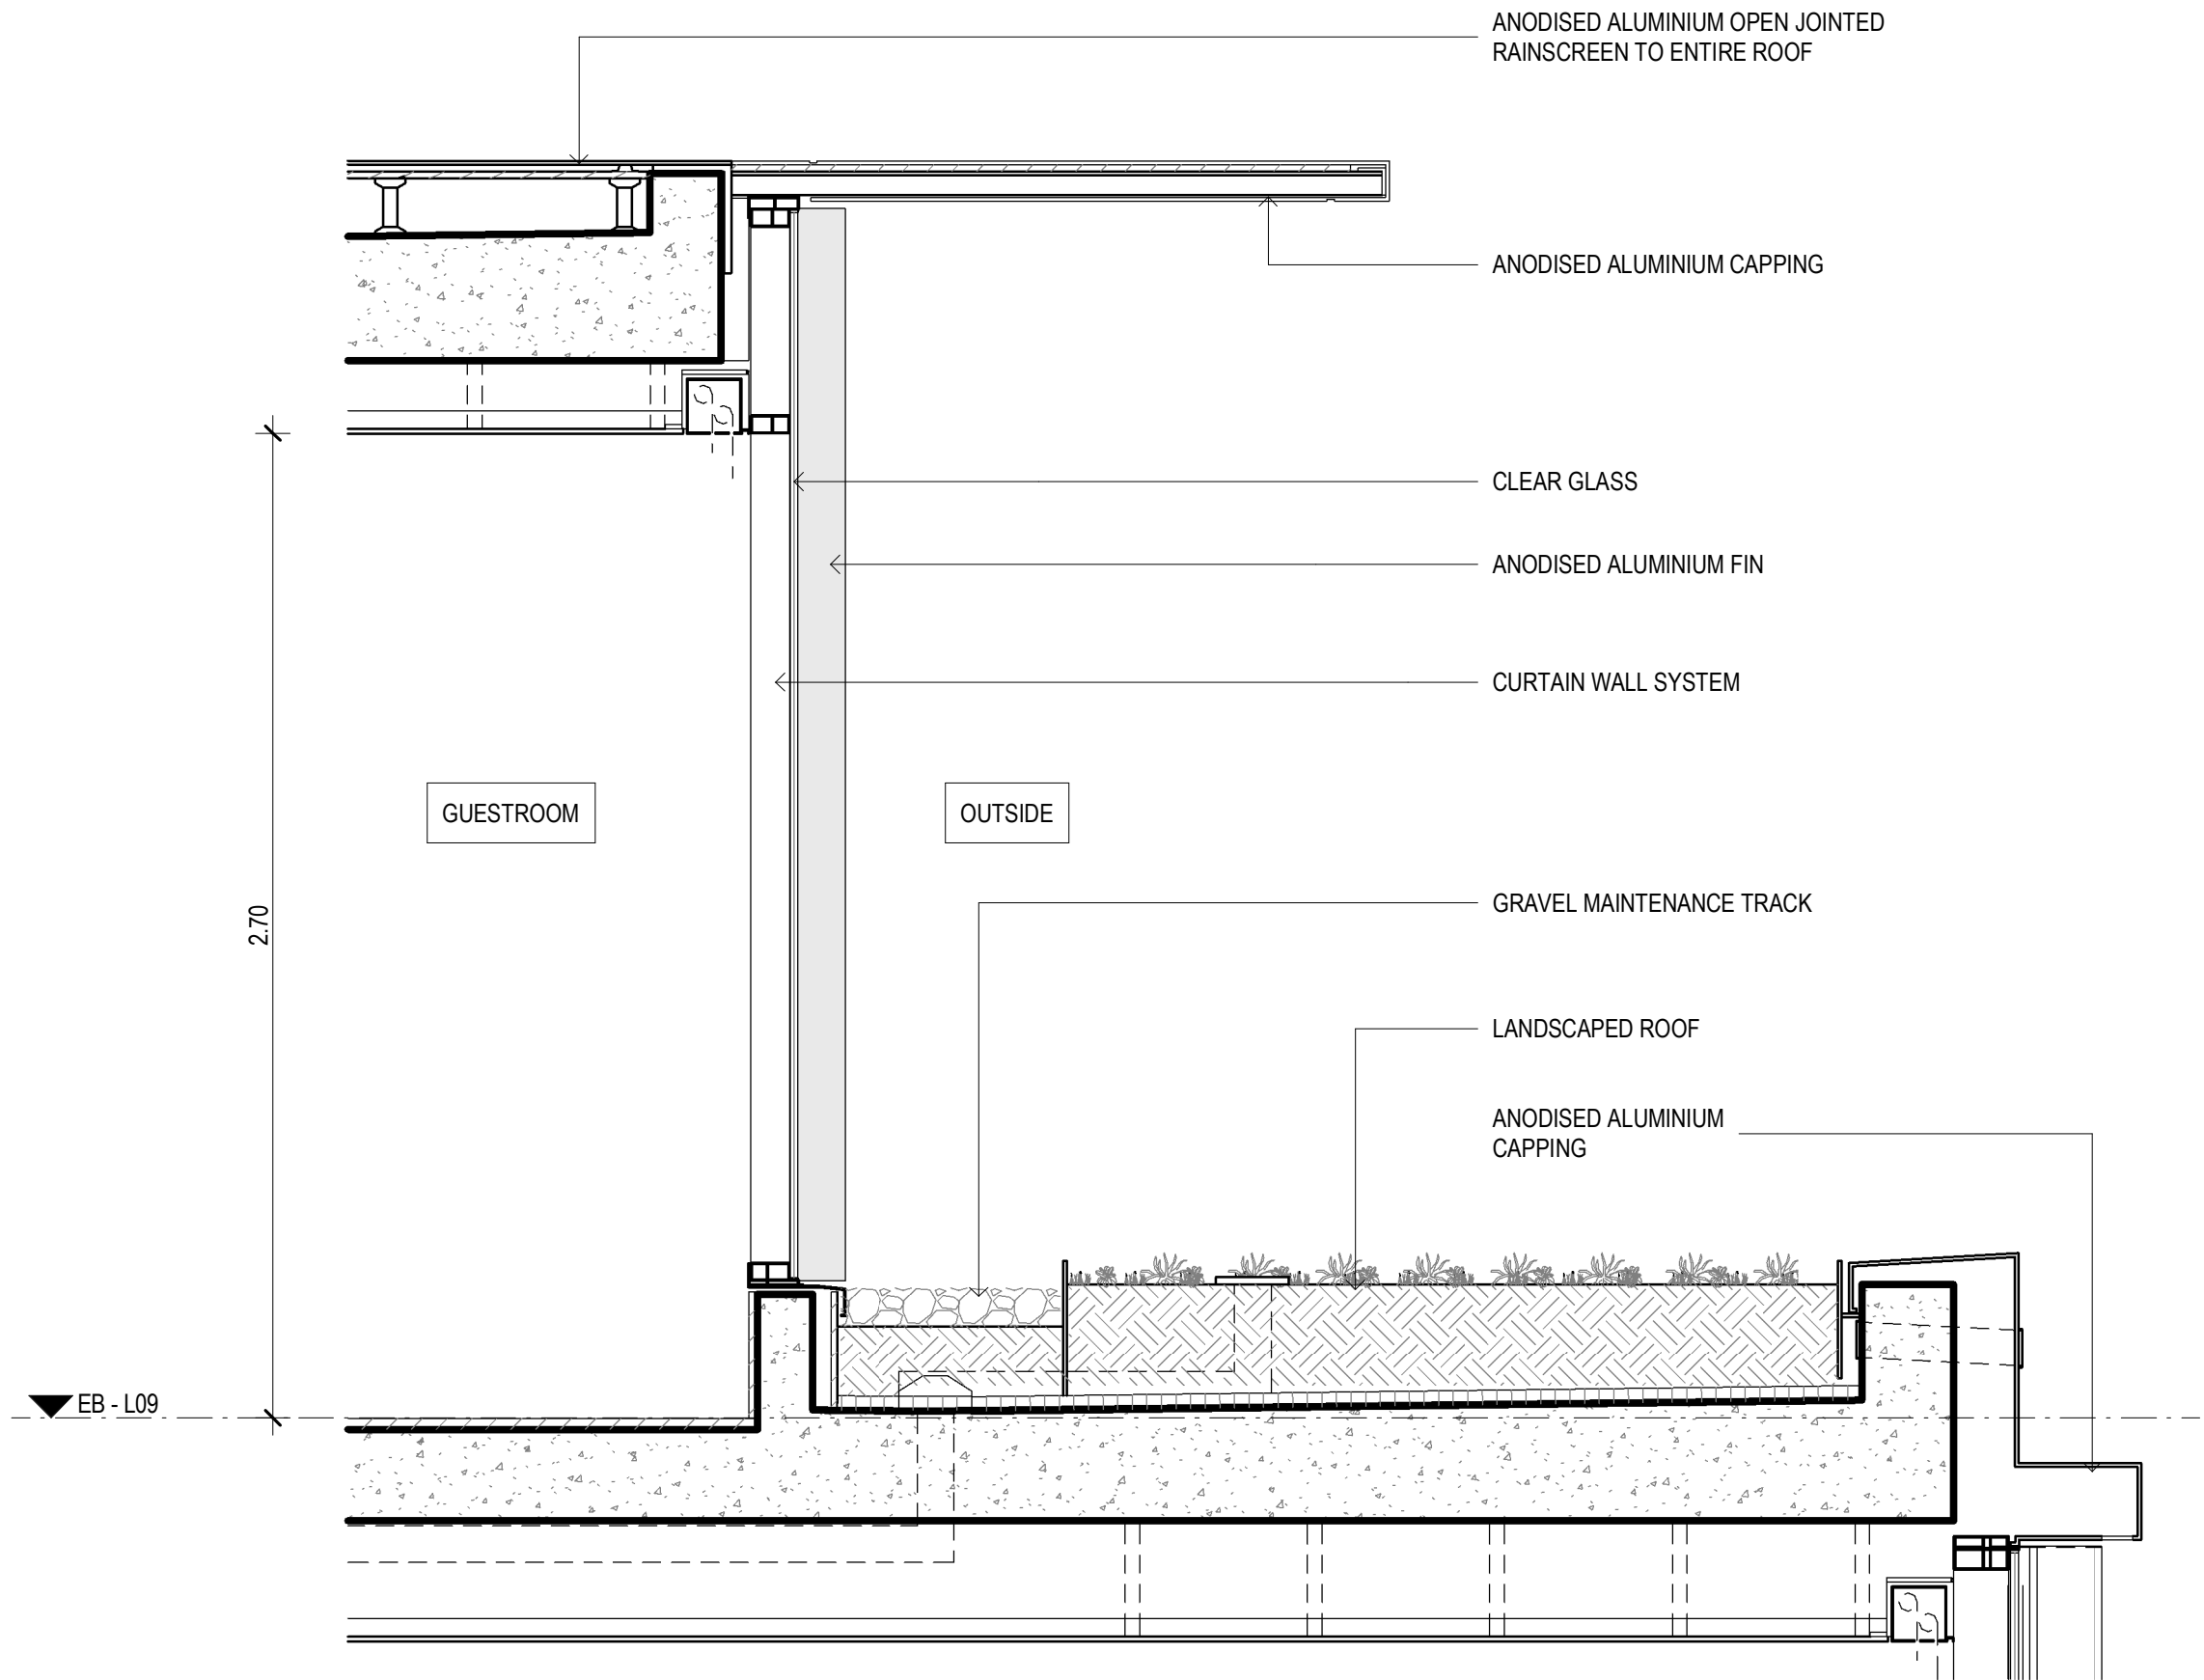 ANODISED ALUMINIUM OPEN JOINTED
RAINSCREEN TO ENTIRE ROOF
ANODISED ALUMINIUM CAPPING
CLEAR GLASS
ANODISED ALUMINIUM FIN
CURTAIN WALL SYSTEM
GUESTROOM
OUTSIDE
2.70
GRAVEL MAINTENANCE TRACK
LANDSCAPED ROOF
ANODISED ALUMINIUM
CAPPING
EB - L09